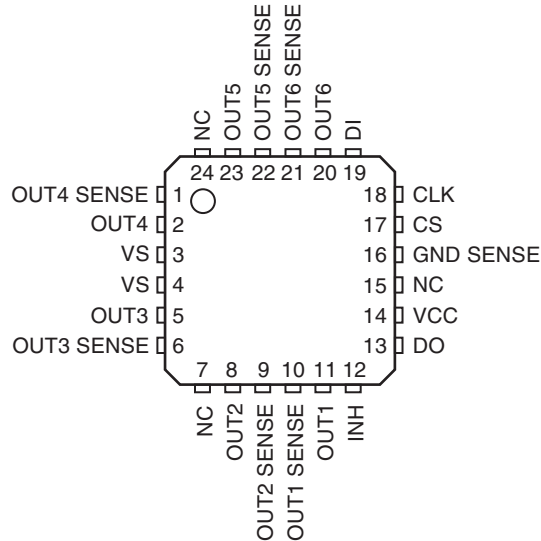 NC
OUT5
OUT5 SENSE
OUT6 SENSE
OUT6
DI
24 23 22 21 20 19
OUT4 SENSE 1
OUT4 2
VS 3
VS 4
OUT3 5
OUT3 SENSE 6
18 CLK
17 CS
16 GND SENSE
15 NC
14 VCC
13 DO
7 8 9 10 11 12
NC
OUT2
OUT2 SENSE
OUT1 SENSE
OUT1
INH